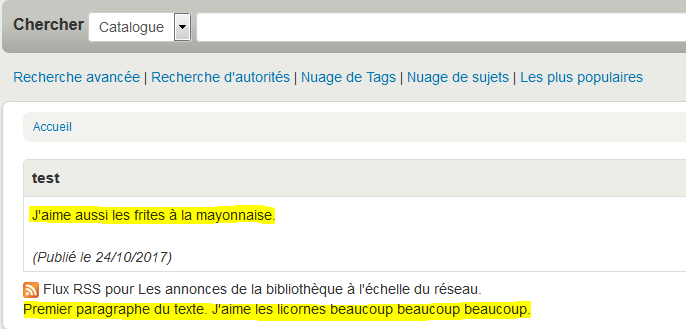 Chercher Catalogue
Recherche avancée | Recherche d'autorités | Nuage de Tags | Nuage de sujets | Les plus populaires
Accueil
test
J'aime aussi les frites à la mayonnaise.
(Publié le 24/10/2017)
Flux RSS pour Les annonces de la bibliothèque à l'échelle du réseau.
Premier paragraphe du texte. J'aime les licornes beaucoup beaucoup beaucoup.